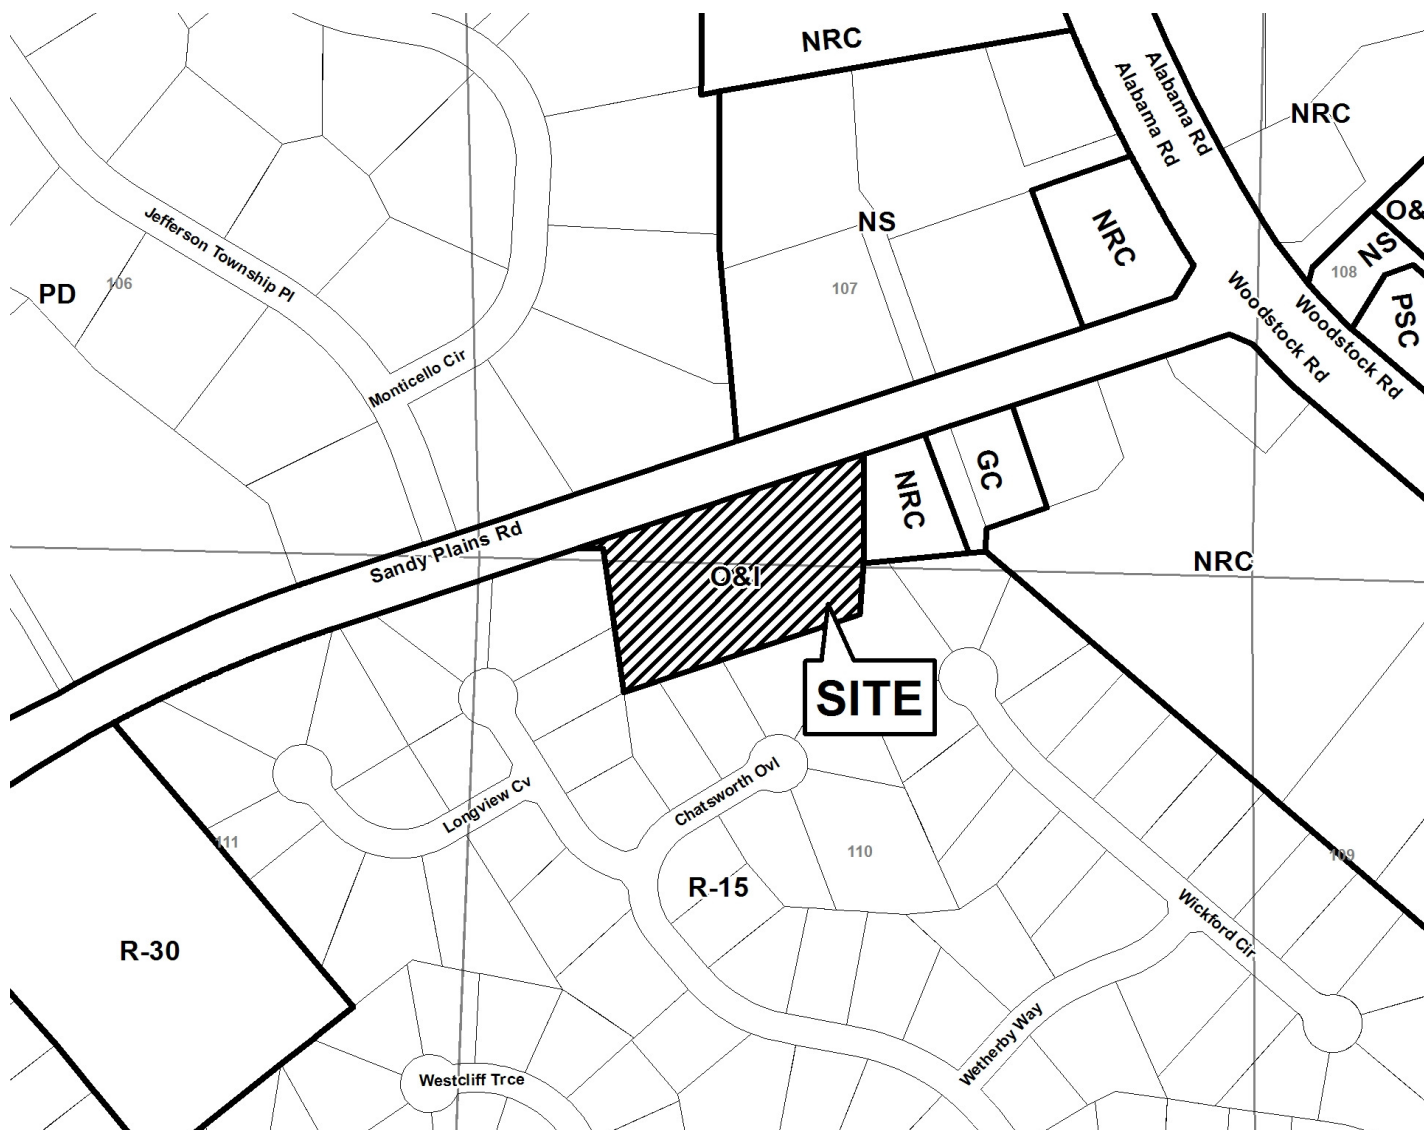 NRC
Alabama Rd
Alabama Rd
NRC
O&
NS
NS
NRC
108
PSC
Jefferson Township Pl
PD
106
107
Woodstock Rd
Woodstock Rd
Monticello Cir
GC
NRC
Sandy Plains Rd
O&I
NRC
SITE
Longview Cv
Chatsworth Ovl
111
110
109
R-15
Wickford Cir
R-30
Wetherby Way
Westcliff Trce